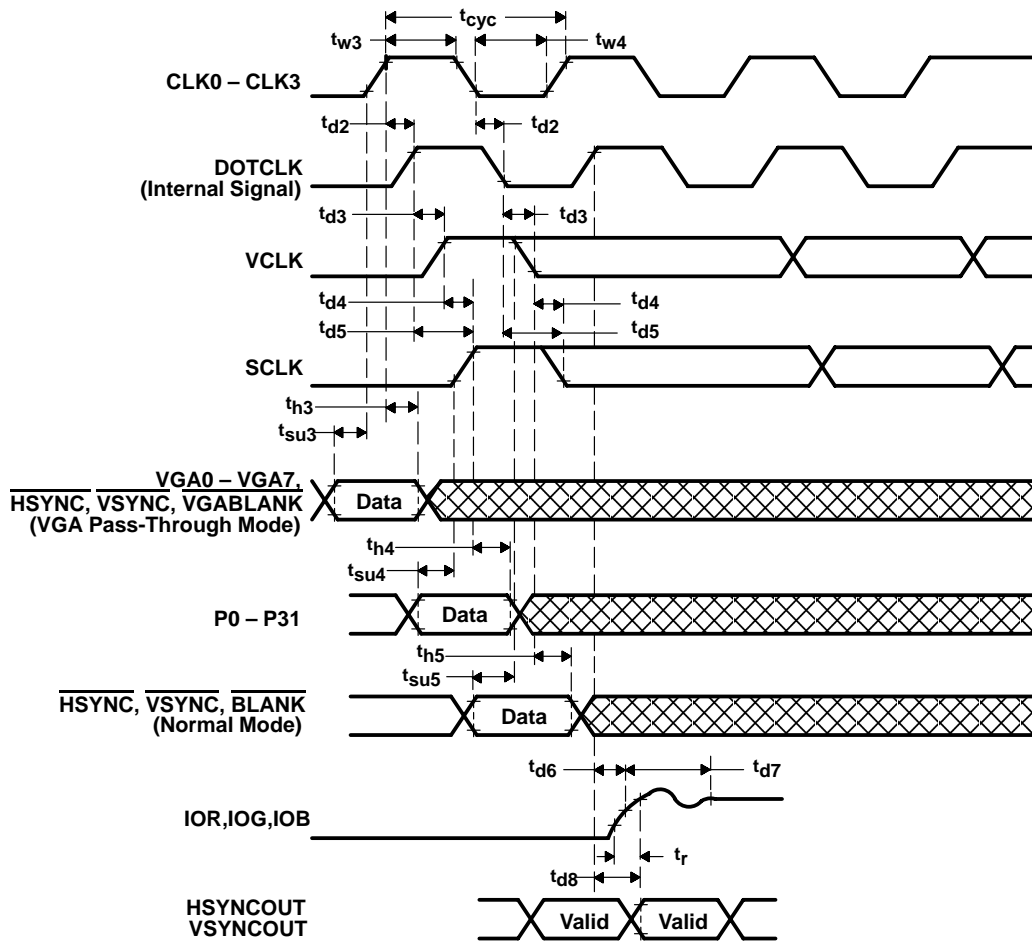 tcyc
tw3
tw4
CLK0 – CLK3
td2
td2
DOTCLK
(Internal Signal)
td3
td3
VCLK
td4
td4
td5
td5
SCLK
th3
tsu3
VGA0 – VGA7,
HSYNC, VSYNC, VGABLANK
(VGA Pass-Through Mode)
Data
th4
tsu4
P0 – P31
Data
th5
tsu5
HSYNC, VSYNC, BLANK
(Normal Mode)
Data
td6
td7
IOR,IOG,IOB
tr
td8
HSYNCOUT
VSYNCOUT
Valid
Valid